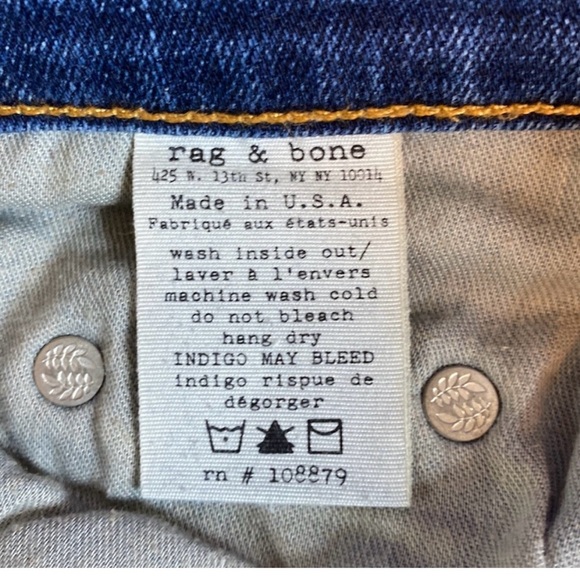 rag & bone
425 W. 13th St, NY NY 10014
Made in U.S.A.
Fabriqué aux états-unis
wash inside out/
laver à l'envers
machine wash cold
do not bleach
hang dry
INDIGO MAY BLEED
indigo rispue de
dégorger
rn # 108879